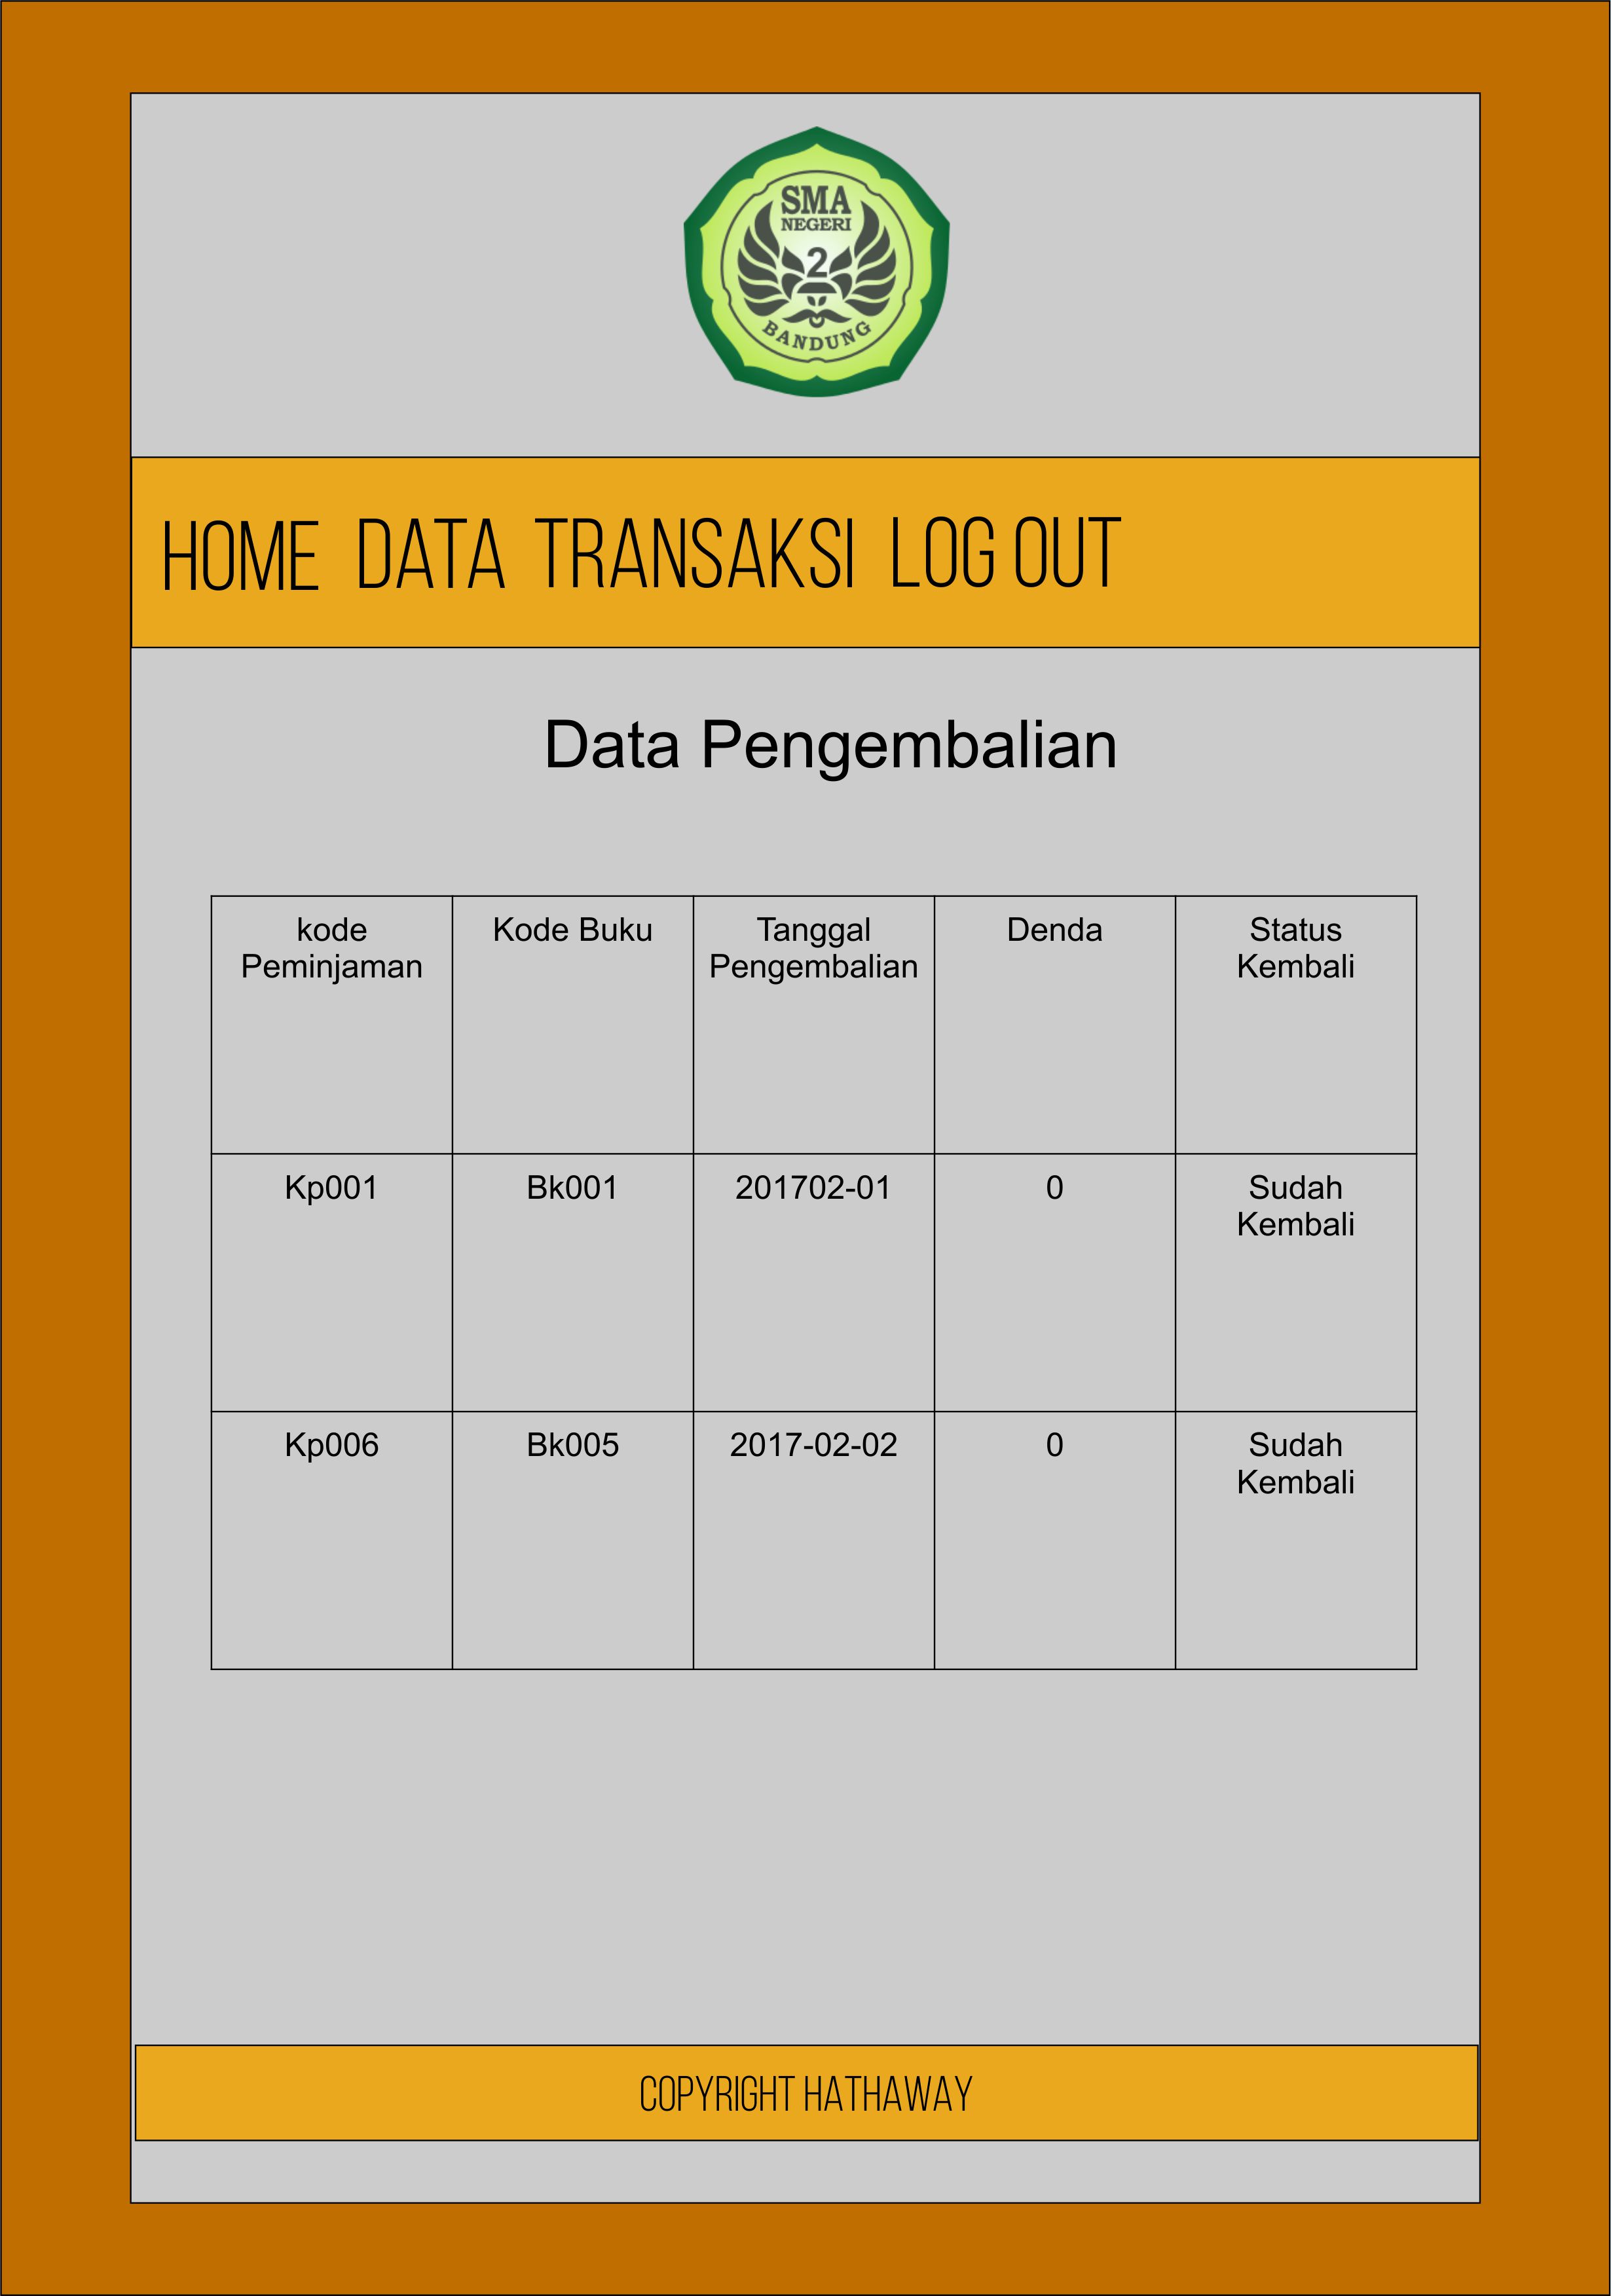 SMA
NEGERI
2
BANDUNG
HOME DATA TRANSAKSI LOG OUT
Data Pengembalian
kode Peminjaman Kode Buku Tanggal Pengembalian Denda Status Kembali
Kp001 Bk001 201702-01 0 Sudah Kembali
Kp006 Bk005 2017-02-02 0 Sudah Kembali
COPYRIGHT HATHAWAY